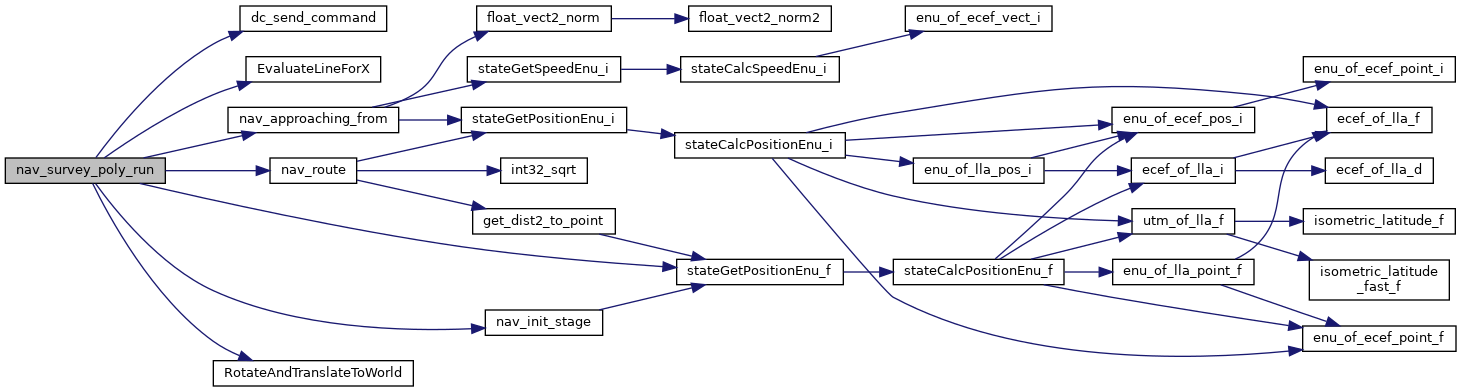 nav_survey_poly_run
dc_send_command
EvaluateLineForX
nav_approaching_from
nav_route
nav_init_stage
RotateAndTranslateToWorld
float_vect2_norm
stateGetSpeedEnu_i
stateGetPositionEnu_i
int32_sqrt
get_dist2_to_point
float_vect2_norm2
stateCalcSpeedEnu_i
stateCalcPositionEnu_i
stateGetPositionEnu_f
enu_of_ecef_vect_i
enu_of_lla_pos_i
stateCalcPositionEnu_f
enu_of_ecef_pos_i
ecef_of_lla_i
utm_of_lla_f
enu_of_lla_point_f
enu_of_ecef_point_i
ecef_of_lla_f
ecef_of_lla_d
isometric_latitude_f
isometric_latitude
_fast_f
enu_of_ecef_point_f